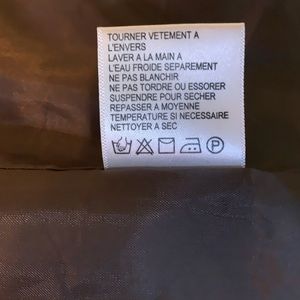 TOURNER VETEMENT A
L'ENVERS
LAVER A LA MAIN A
L'EAU FROIDE SEPAREMENT
NE PAS BLANCHIR
NE PAS TORDRE OU ESSORER
SUSPENDRE POUR SECHER
REPASSER A MOYENNE
TEMPERATURE SI NECESSAIRE
NETTOYER A SEC
P